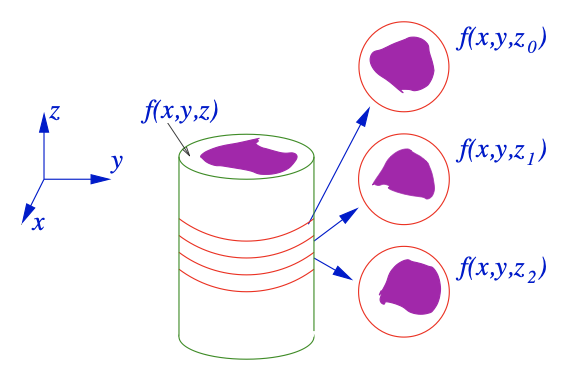 f(x,y,z₀)
z
f(x,y,z)
y
f(x,y,z₁)
x
f(x,y,z₂)